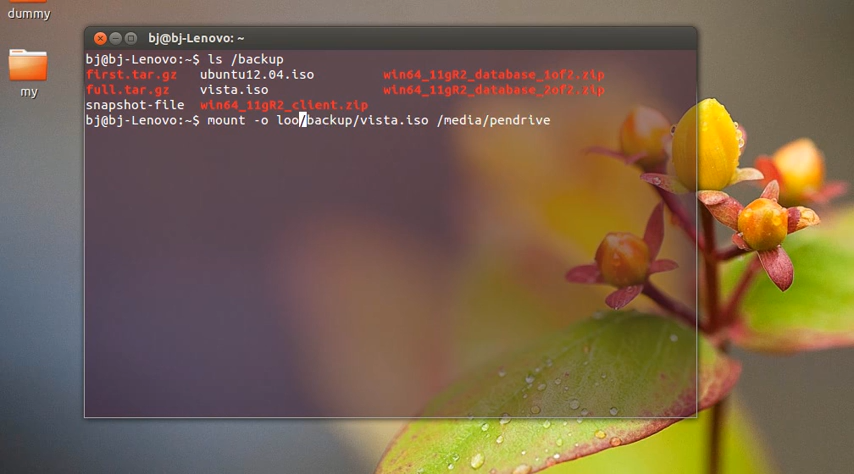 dummy
my
bj@bj-Lenovo: ~
bj@bj-Lenovo:~$ ls /backup
first.tar.gz ubuntu12.04.iso win64_11gR2_database_1of2.zip
full.tar.gz vista.iso win64_11gR2_database_2of2.zip
snapshot-file win64_11gR2_client.zip
bj@bj-Lenovo:~$ mount -o loo/backup/vista.iso /media/pendrive